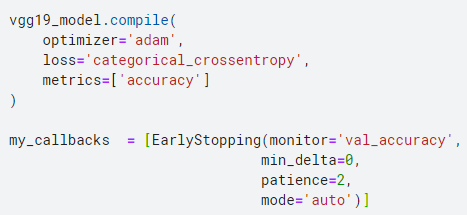 vgg19_model.compile(
    optimizer='adam',
    loss='categorical_crossentropy',
    metrics=['accuracy']
)

my_callbacks  = [EarlyStopping(monitor='val_accuracy',
                               min_delta=0,
                               patience=2,
                               mode='auto')]